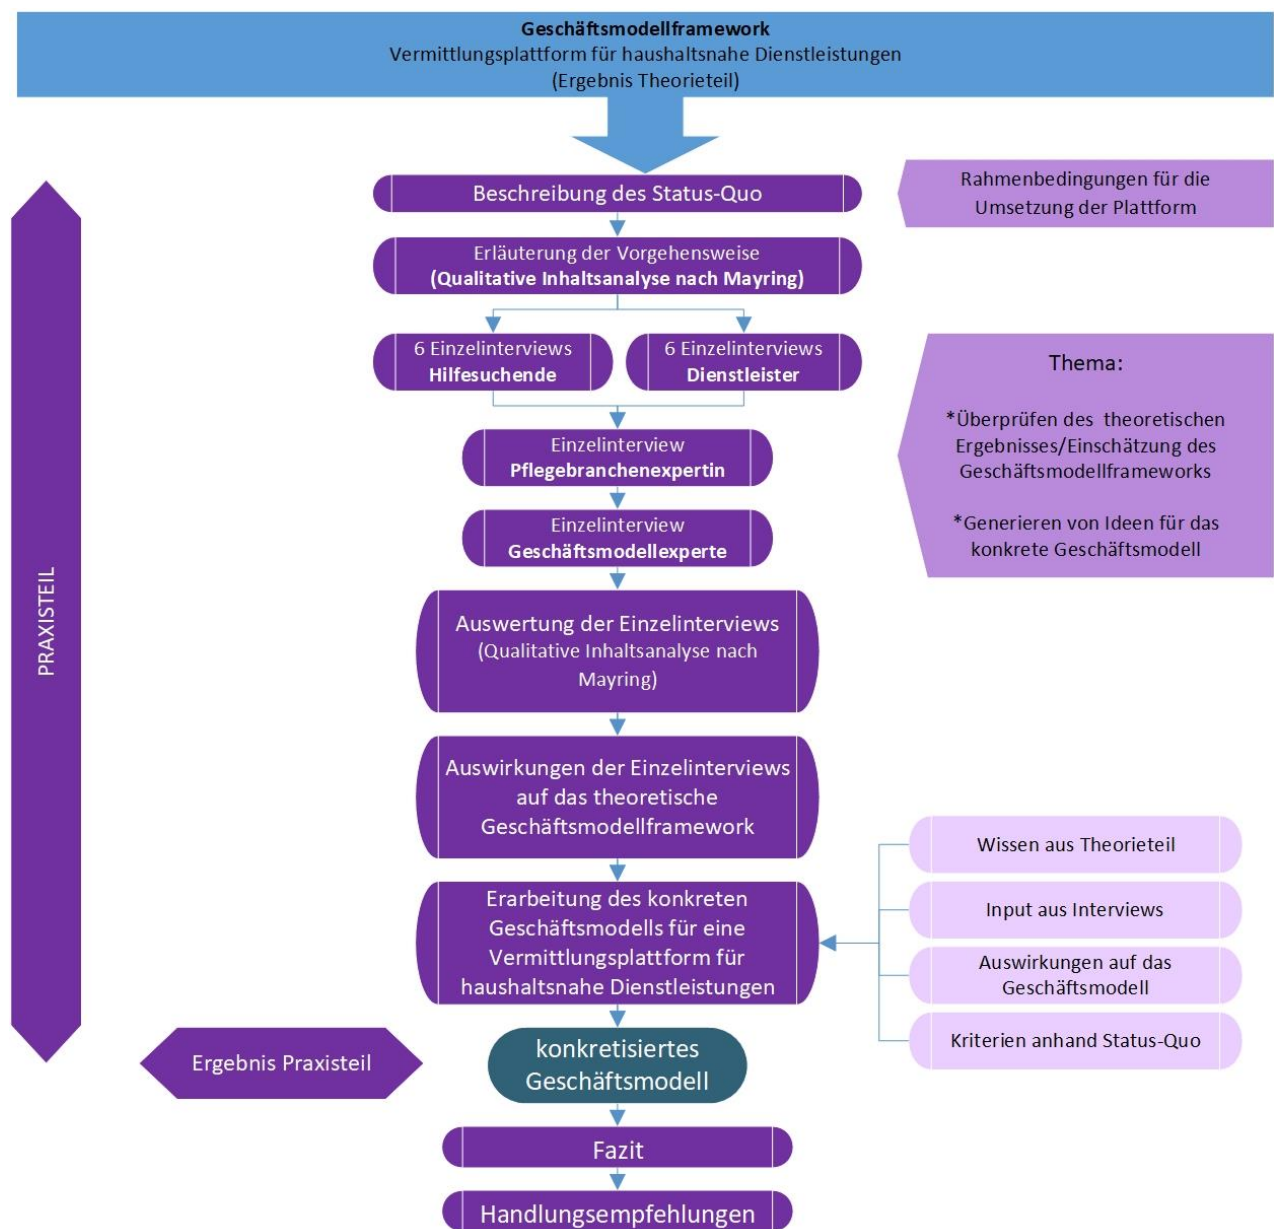 Geschäftsmodellframework
Vermittlungsplattform für haushaltsnahe Dienstleistungen
(Ergebnis Theorieteil)
Beschreibung des Status-Quo
Rahmenbedingungen für die
Umsetzung der Plattform
Erläuterung der Vorgehensweise
(Qualitative Inhaltsanalyse nach Mayring)
6 Einzelinterviews
Hilfesuchende
6 Einzelinterviews
Dienstleister
Thema:
*Überprüfen des theoretischen
Ergebnisses/Einschätzung des
Geschäftsmodellframeworks
*Generieren von Ideen für das
konkrete Geschäftsmodell
Einzelinterview
Pflegebranchenexpertin
Einzelinterview
Geschäftsmodellexperte
PRAXISTEIL
Auswertung der Einzelinterviews
(Qualitative Inhaltsanalyse nach
Mayring)
Auswirkungen der Einzelinterviews
auf das theoretische
Geschäftsmodellframework
Erarbeitung des konkreten
Geschäftsmodells für eine
Vermittlungsplattform für
haushaltsnahe Dienstleistungen
Wissen aus Theorieteil
Input aus Interviews
Auswirkungen auf das
Geschäftsmodell
Kriterien anhand Status-Quo
Ergebnis Praxisteil
konkretisiertes
Geschäftsmodell
Fazit
Handlungsempfehlungen